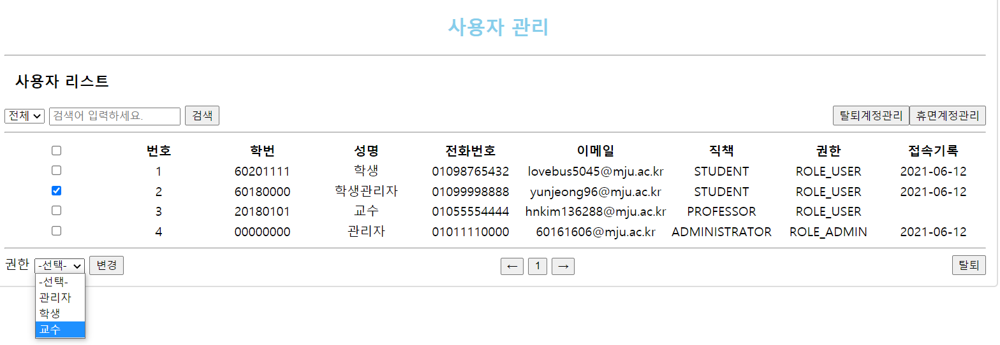 사용자 관리
사용자 리스트
전체 검색어 입력하세요. 검색 탈퇴계정관리 휴면계정관리
번호 학번 성명 전화번호 이메일 직책 권한 접속기록
1 60201111 학생 01098765432 lovebus5045@mju.ac.kr STUDENT ROLE_USER 2021-06-12
2 60180000 학생관리자 01099998888 yunjeong96@mju.ac.kr STUDENT ROLE_USER 2021-06-12
3 20180101 교수 01055554444 hnkim136288@mju.ac.kr PROFESSOR ROLE_USER
4 00000000 관리자 01011110000 60161606@mju.ac.kr ADMINISTRATOR ROLE_ADMIN 2021-06-12
권한 -선택- 변경 ← 1 → 탈퇴
-선택-
관리자
학생
교수